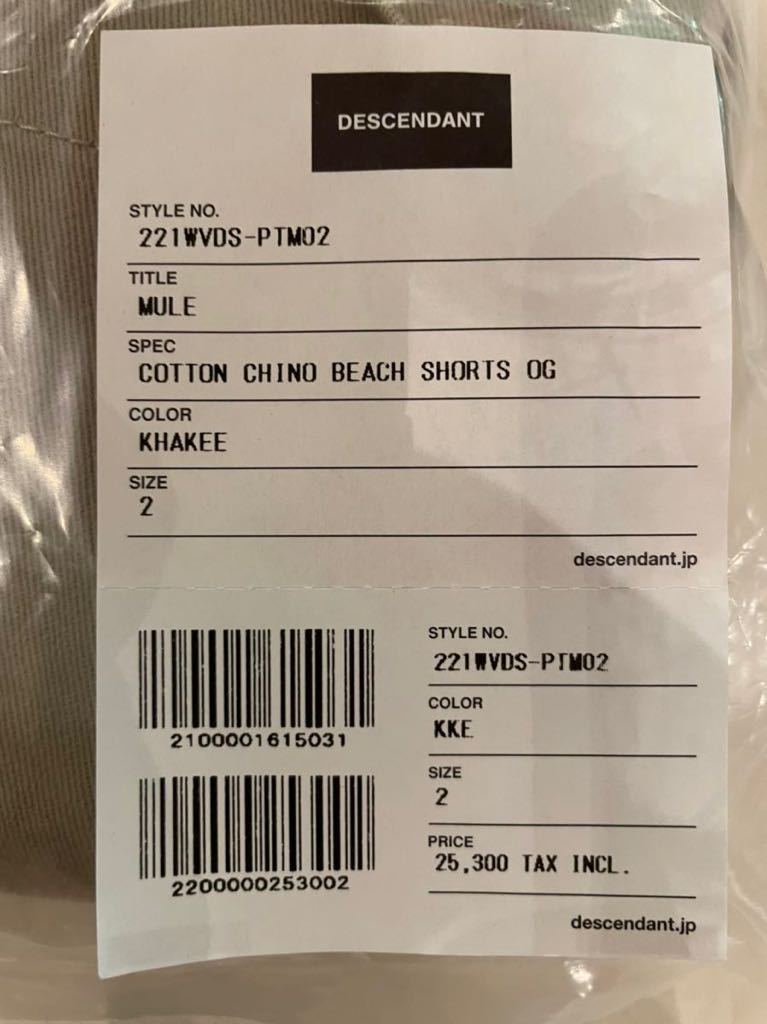 DESCENDANT
STYLE NO.
221WVDS-PTM02
TITLE
MULE
SPEC
COTTON CHINO BEACH SHORTS OG
COLOR
KHAKEE
SIZE
2
descendant.jp
2100001615031
2200000253002
STYLE NO.
221WVDS-PTM02
COLOR
KKE
SIZE
2
PRICE
25,300 TAX INCL.
descendant.jp